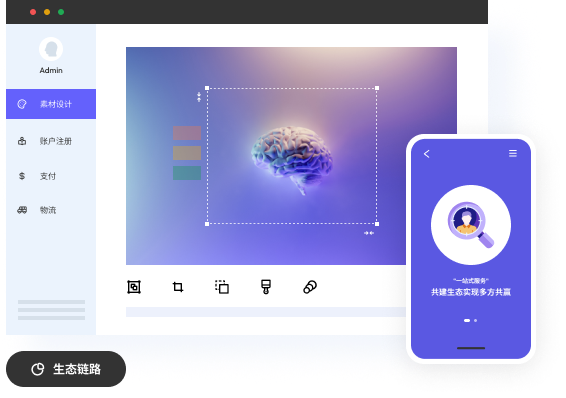 Admin
素材设计
账户注册
支付
物流
"一站式服务"
共建生态实现多方共赢
生态链路